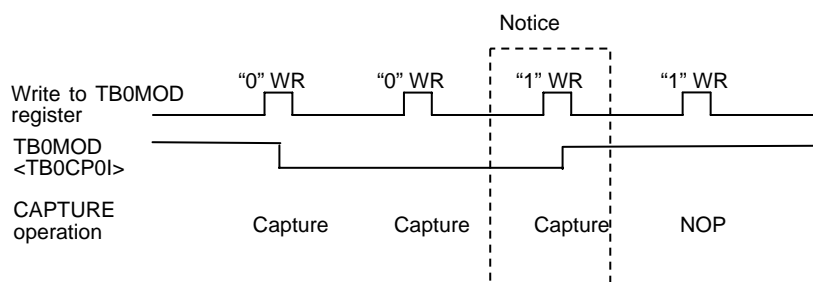 Notice
“0” WR “0” WR “1” WR “1” WR
Write to TB0MOD
register
TB0MOD
<TB0CP0I>
CAPTURE
operation
Capture Capture Capture NOP